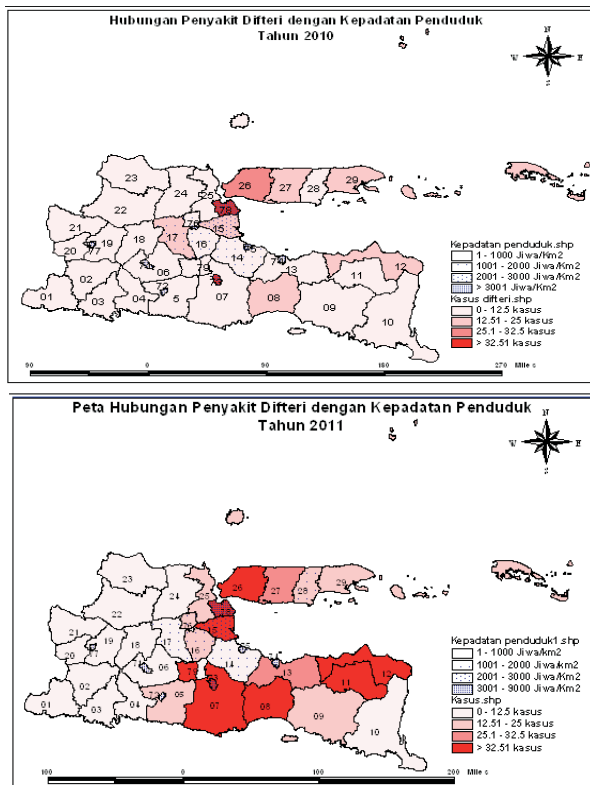 Hubungan Penyakit Difteri dengan Kepadatan Penduduk
Tahun 2010
N
W E
S
23
24
25
26
27
28
29
22
21
20
19
18
17
16
15
78
77
14
13
12
11
10
09
08
07
06
5
04
03
02
01
79
72
Kepadatan penduduk.shp
1 - 1000 Jiwa/Km2
1001 - 2000 Jiwa/Km2
2001 - 3000 Jiwa/Km2
> 3001 Jiwa/Km2
Kasus difteri.shp
0 - 12.5 kasus
12.51 - 25 kasus
25.1 - 32.5 kasus
> 32.51 kasus
90 0 90 180 270 Miles
Peta Hubungan Penyakit Difteri dengan Kepadatan Penduduk
Tahun 2011
N
W E
S
23
24
25
26
27
28
29
22
21
20
19
18
17
16
15
14
13
12
11
10
09
08
07
06
05
04
03
02
01
Kepadatan penduduk1.shp
1 - 1000 Jiwa/km2
1001 - 2000 Jiwa/km2
2001 - 3000 Jiwa/Km2
3001 - 9000 Jiwa/Km2
Kasus.shp
0 - 12.5 kasus
12.51 - 25 kasus
25.1 - 32.5 kasus
> 32.51 kasus
100 0 100 200 Miles